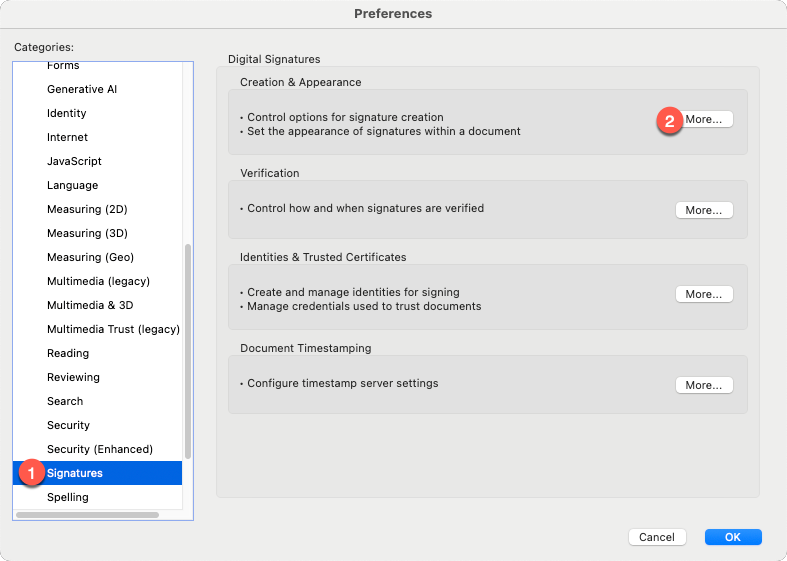 Preferences
Categories:
Forms
Generative AI
Identity
Internet
JavaScript
Language
Measuring (2D)
Measuring (3D)
Measuring (Geo)
Multimedia (legacy)
Multimedia & 3D
Multimedia Trust (legacy)
Reading
Reviewing
Search
Security
Security (Enhanced)
1 Signatures
Spelling
Digital Signatures
Creation & Appearance
• Control options for signature creation
• Set the appearance of signatures within a document
2 More...
Verification
• Control how and when signatures are verified
More...
Identities & Trusted Certificates
• Create and manage identities for signing
• Manage credentials used to trust documents
More...
Document Timestamping
• Configure timestamp server settings
More...
Cancel
OK